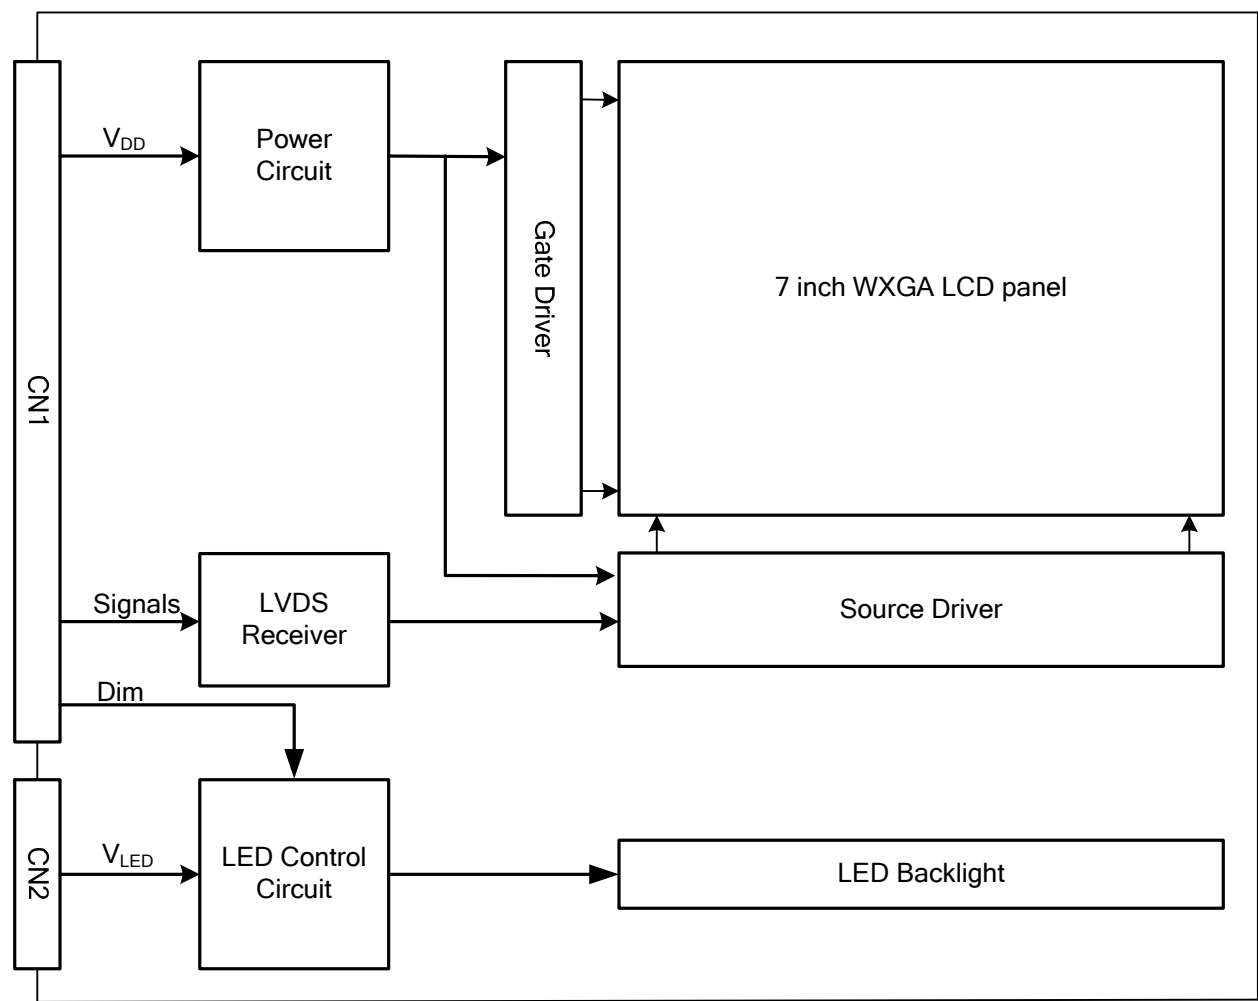 V_DD
Power
Circuit
Gate Driver
7 inch WXGA LCD panel
CN1
Signals
LVDS
Receiver
Source Driver
Dim
CN2
V_LED
LED Control
Circuit
LED Backlight